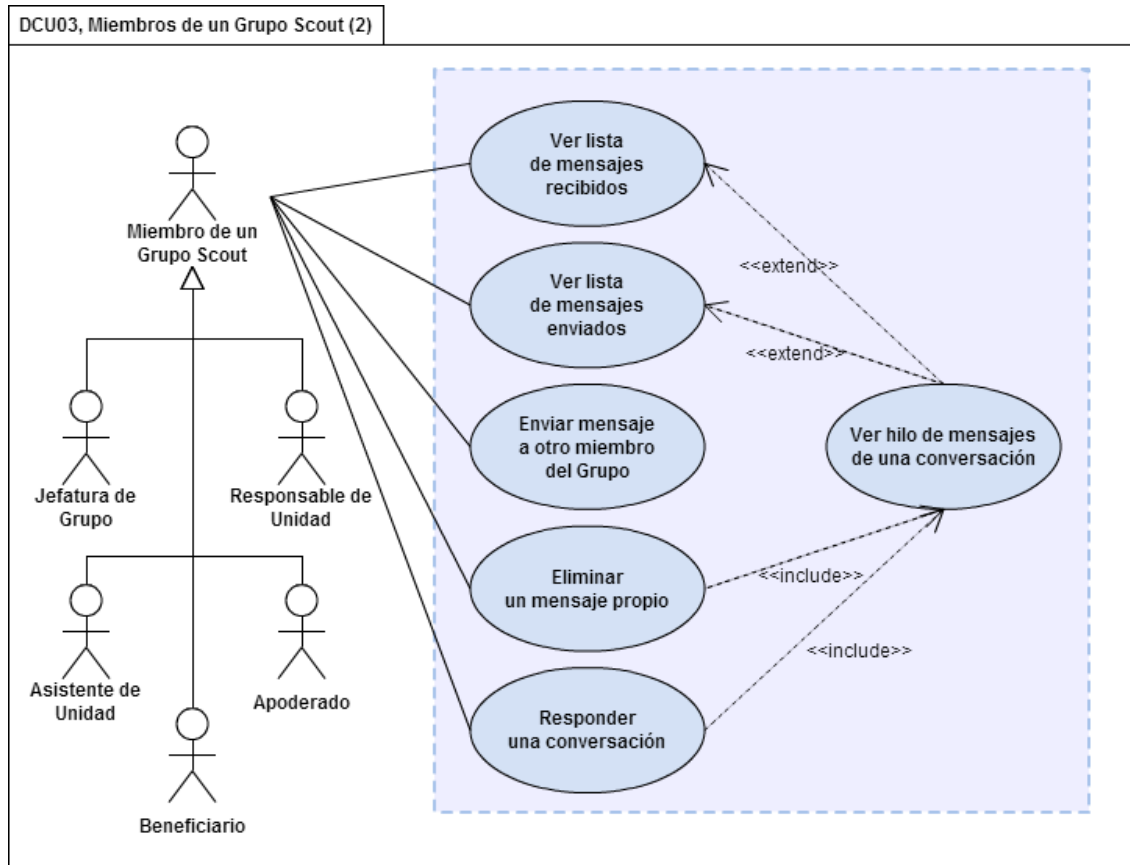 DCU03, Miembros de un Grupo Scout (2)
Ver lista
de mensajes
recibidos
Miembro de un
Grupo Scout
<<extend>>
Ver lista
de mensajes
enviados
<<extend>>
Enviar mensaje
a otro miembro
del Grupo
Ver hilo de mensajes
de una conversación
Jefatura de
Grupo
Responsable de
Unidad
Eliminar
un mensaje propio
<<include>>
<<include>>
Asistente de
Unidad
Apoderado
Responder
una conversación
Beneficiario